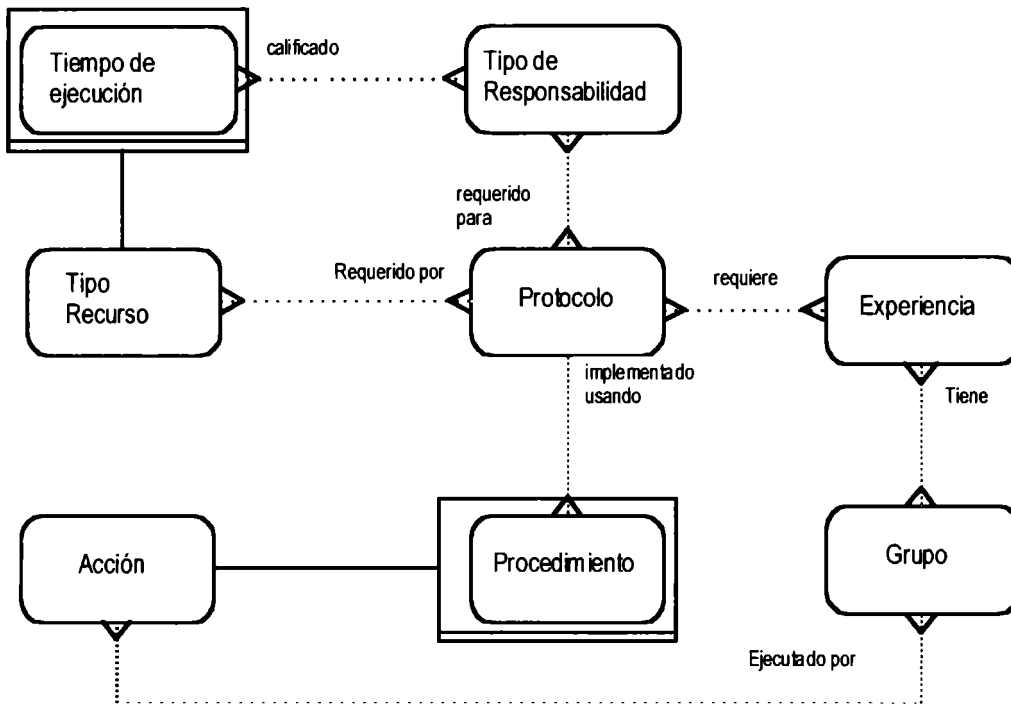 Tiempo de
ejecución
calificado
Tipo de
Responsabilidad
requerido
para
Tipo
Recurso
Requerido por
Protocolo
requiere
Experiencia
implementado
usando
Tiene
Acción
Procedimiento
Grupo
Ejecutado por